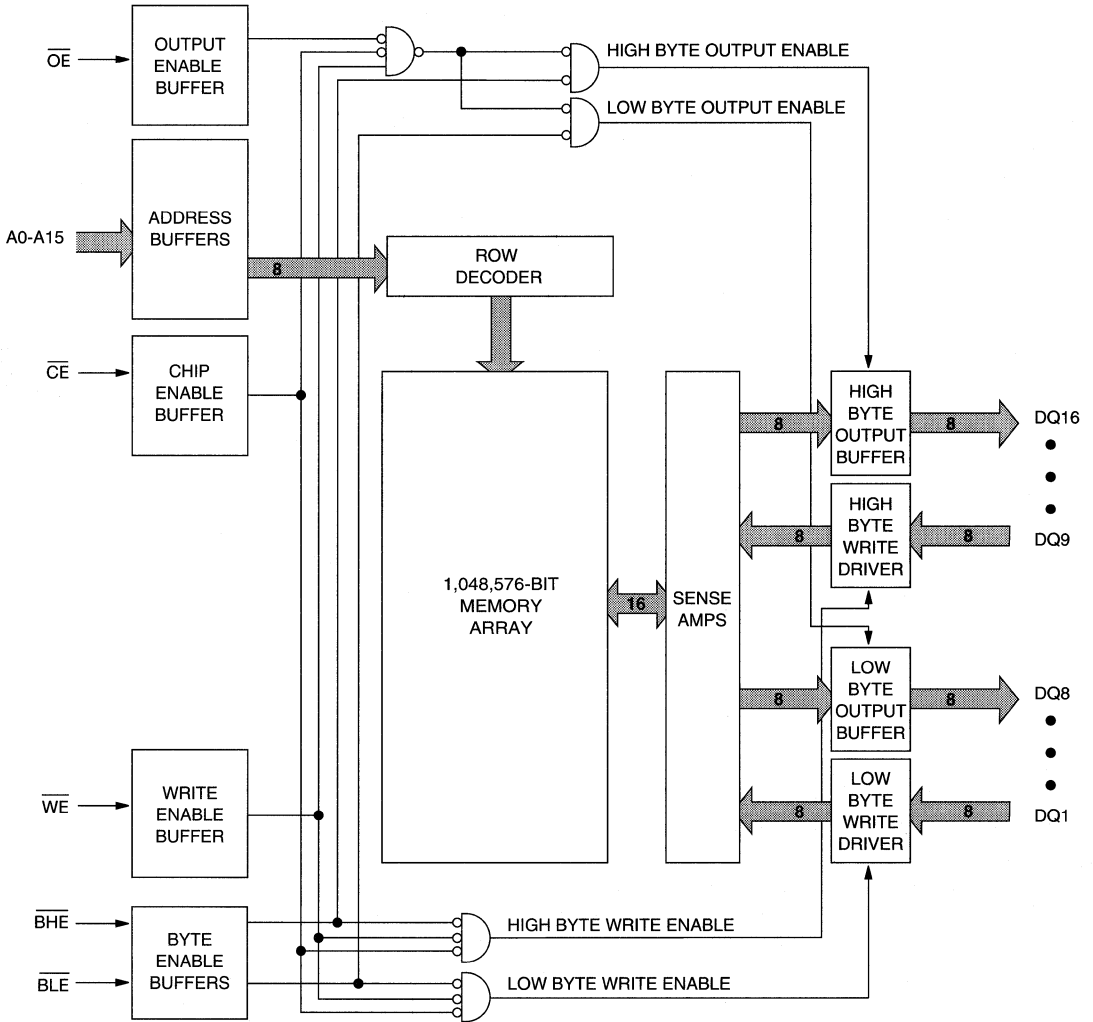 OE
OUTPUT
ENABLE
BUFFER
HIGH BYTE OUTPUT ENABLE
LOW BYTE OUTPUT ENABLE
A0-A15
ADDRESS
BUFFERS
8
ROW
DECODER
CE
CHIP
ENABLE
BUFFER
1,048,576-BIT
MEMORY
ARRAY
16
SENSE
AMPS
8
HIGH
BYTE
OUTPUT
BUFFER
8
DQ16
8
HIGH
BYTE
WRITE
DRIVER
8
DQ9
8
LOW
BYTE
OUTPUT
BUFFER
8
DQ8
8
LOW
BYTE
WRITE
DRIVER
8
DQ1
WE
WRITE
ENABLE
BUFFER
BHE
BLE
BYTE
ENABLE
BUFFERS
HIGH BYTE WRITE ENABLE
LOW BYTE WRITE ENABLE